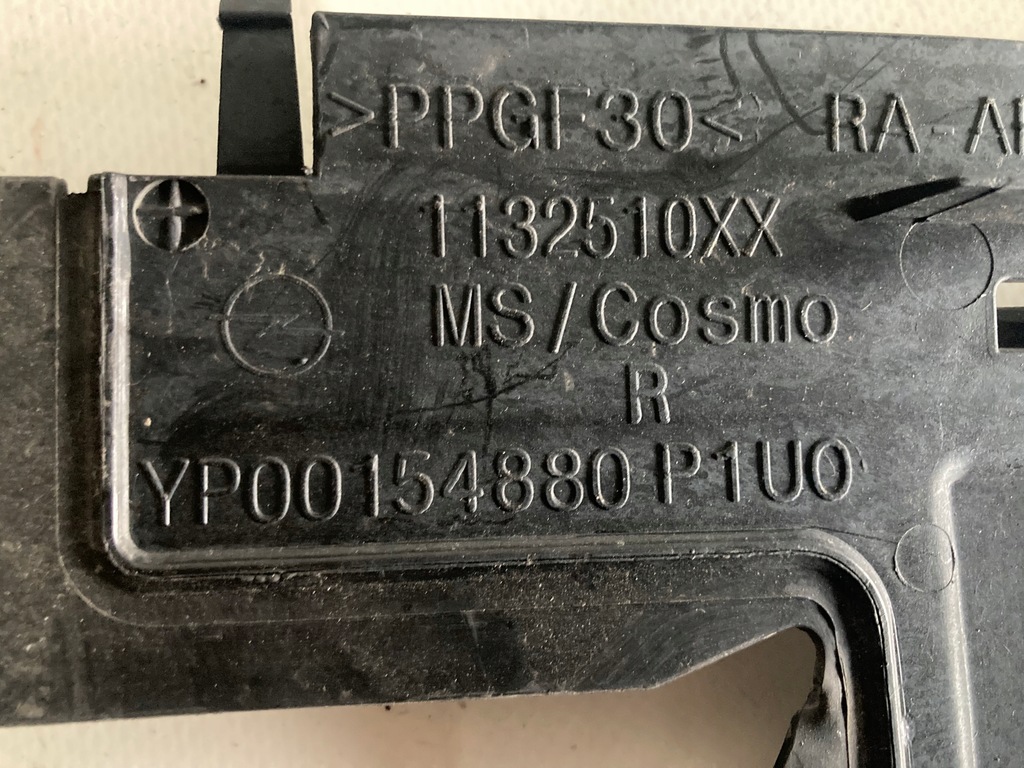 >PPGF30< RA-A
1132510XX
MS/Cosmo
R
YP00154880 P1U0